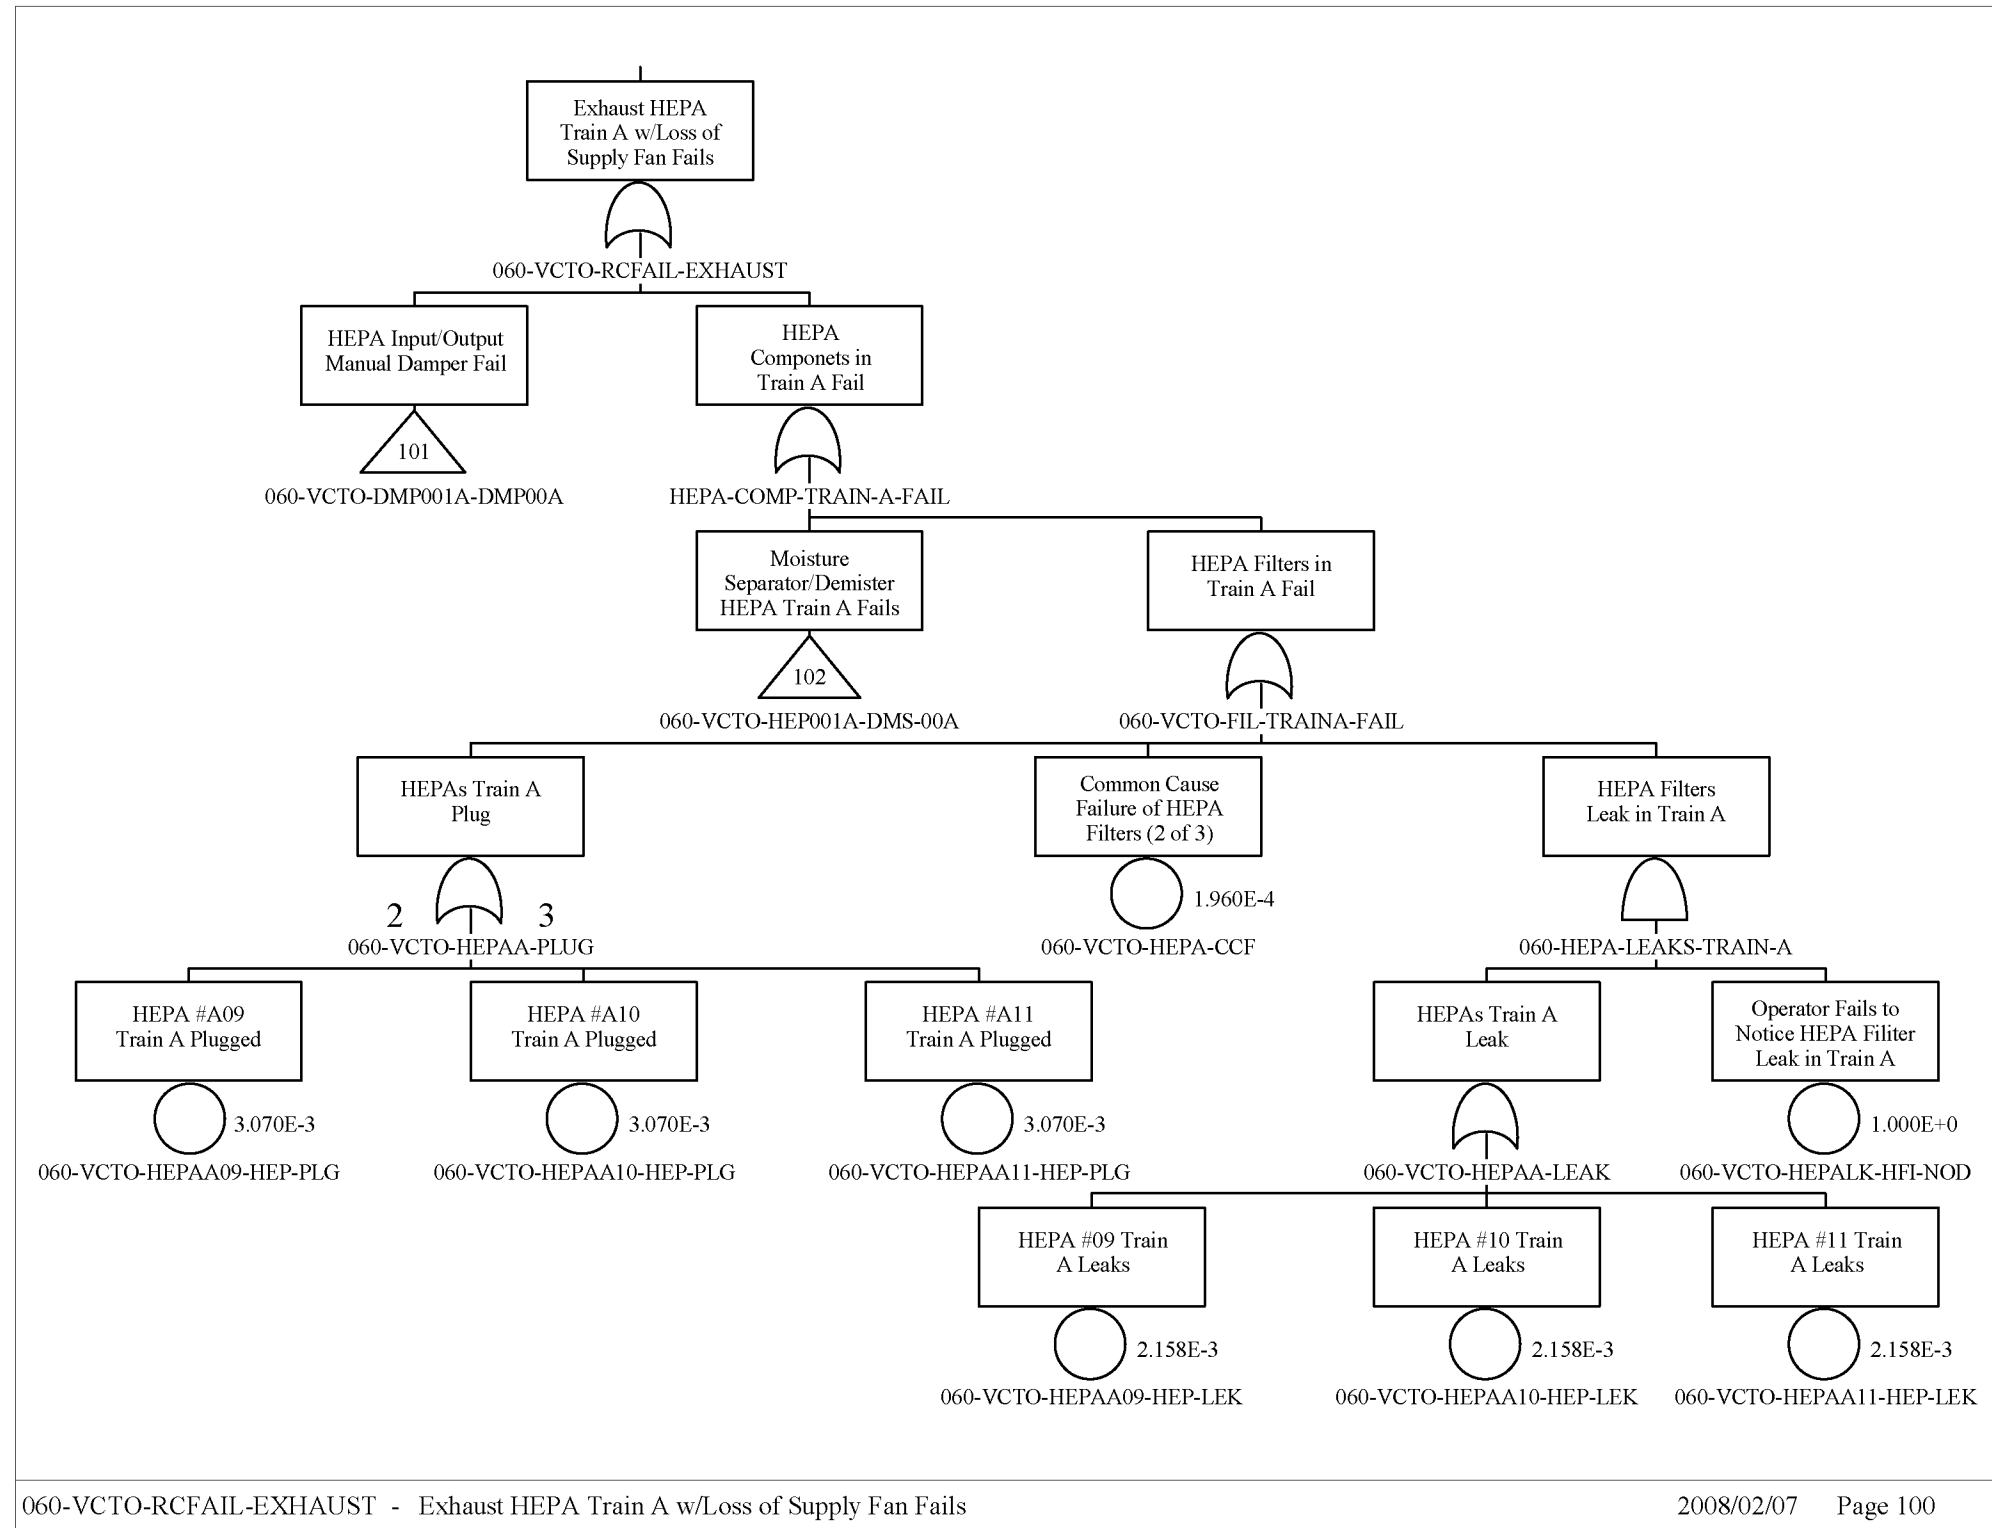 Exhaust HEPA
Train A w/Loss of
Supply Fan Fails
060-VCTO-RCFAIL-EXHAUST
HEPA Input/Output
Manual Damper Fail
101
060-VCTO-DMP001A-DMP00A
HEPA
Componets in
Train A Fail
HEPA-COMP-TRAIN-A-FAIL
Moisture
Separator/Demister
HEPA Train A Fails
102
060-VCTO-HEP001A-DMS-00A
HEPA Filters in
Train A Fail
060-VCTO-FIL-TRAINA-FAIL
HEPAs Train A
Plug
2 3
060-VCTO-HEPAA-PLUG
Common Cause
Failure of HEPA
Filters (2 of 3)
1.960E-4
060-VCTO-HEPA-CCF
HEPA Filters
Leak in Train A
060-HEPA-LEAKS-TRAIN-A
HEPA #A09
Train A Plugged
3.070E-3
060-VCTO-HEPAA09-HEP-PLG
HEPA #A10
Train A Plugged
3.070E-3
060-VCTO-HEPAA10-HEP-PLG
HEPA #A11
Train A Plugged
3.070E-3
060-VCTO-HEPAA11-HEP-PLG
HEPAs Train A
Leak
060-VCTO-HEPAA-LEAK
Operator Fails to
Notice HEPA Filiter
Leak in Train A
1.000E+0
060-VCTO-HEPALK-HFI-NOD
HEPA #09 Train
A Leaks
2.158E-3
060-VCTO-HEPAA09-HEP-LEK
HEPA #10 Train
A Leaks
2.158E-3
060-VCTO-HEPAA10-HEP-LEK
HEPA #11 Train
A Leaks
2.158E-3
060-VCTO-HEPAA11-HEP-LEK
060-VCTO-RCFAIL-EXHAUST - Exhaust HEPA Train A w/Loss of Supply Fan Fails
2008/02/07 Page 100